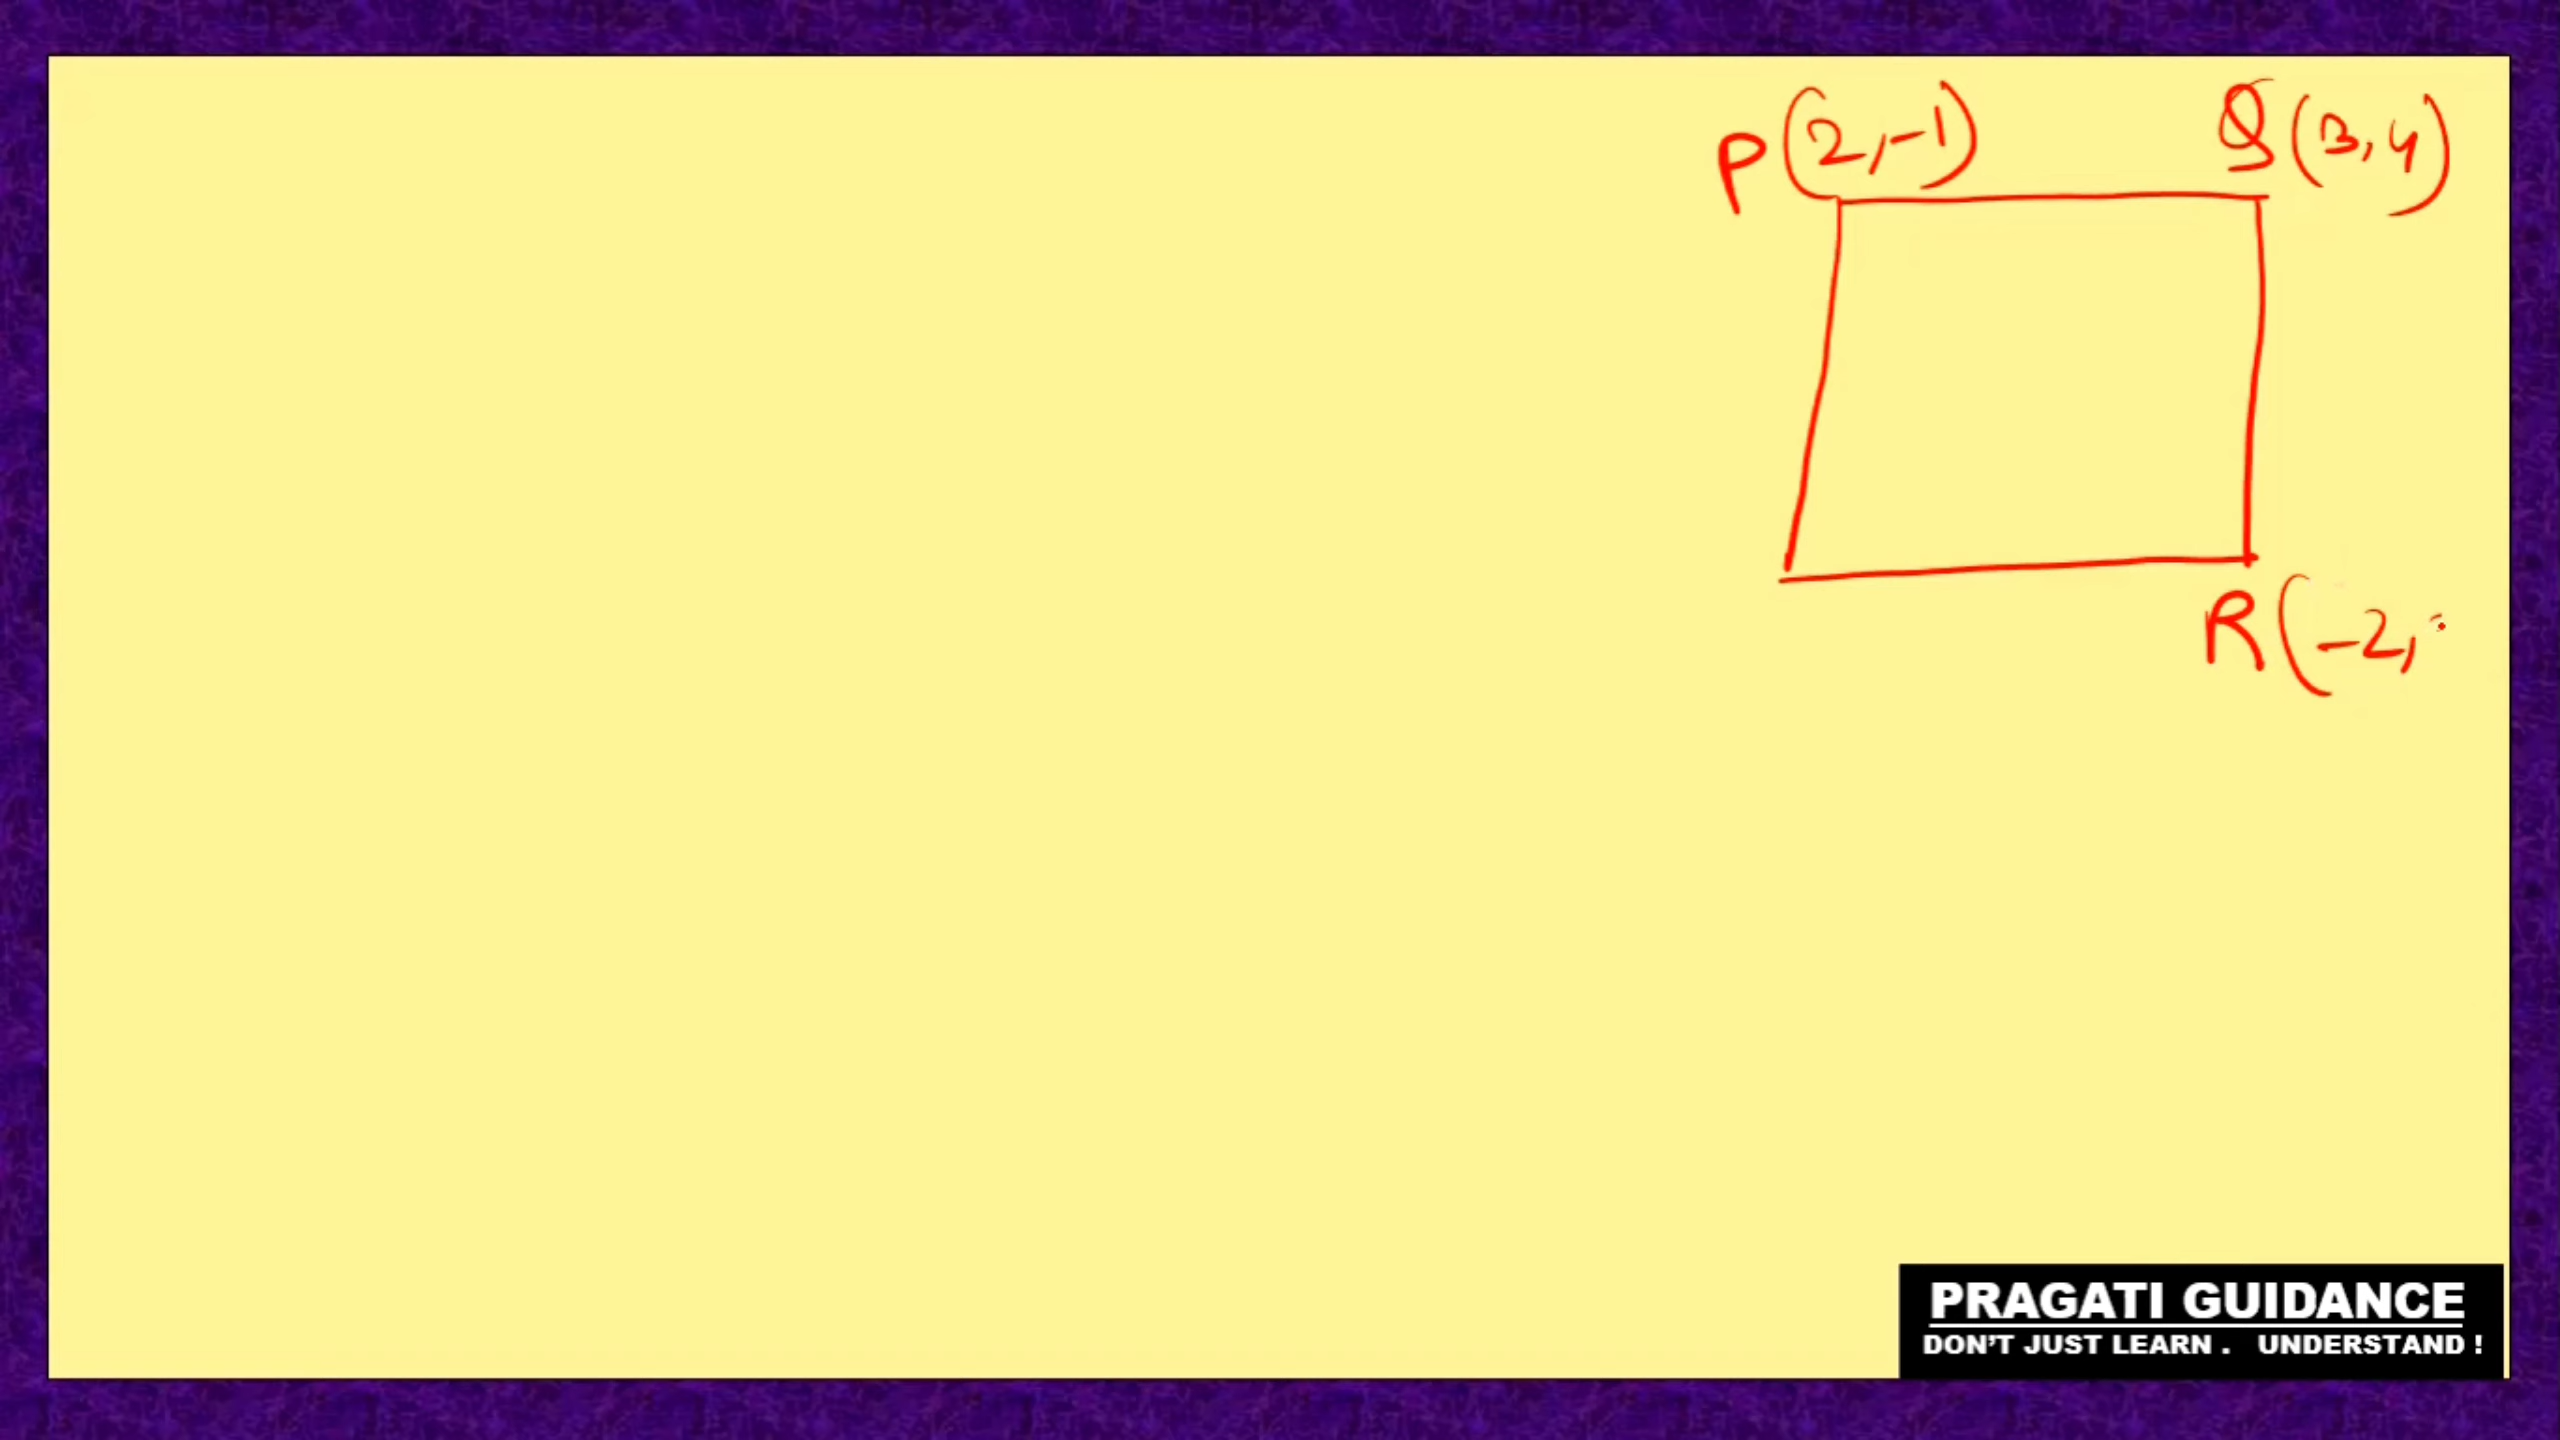 P(2,-1) Q(3,4)
R(-2,
PRAGATI GUIDANCE
DON'T JUST LEARN . UNDERSTAND !